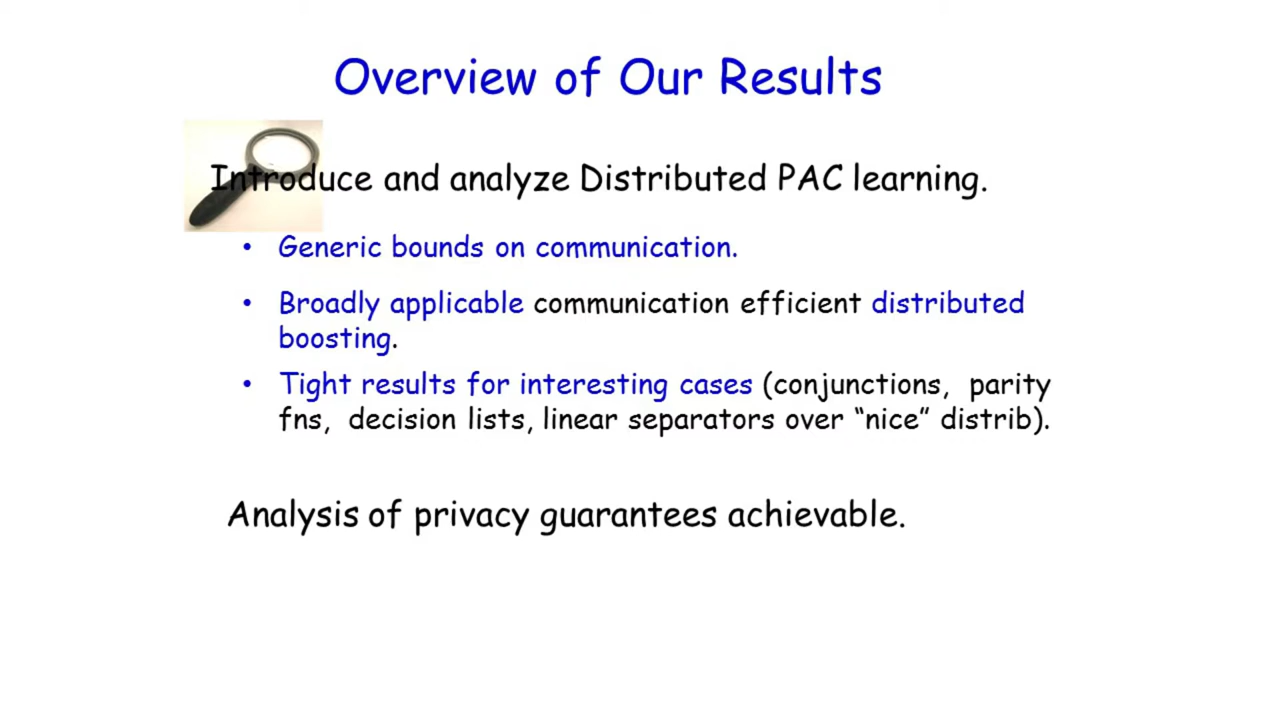 Overview of Our Results
Introduce and analyze Distributed PAC learning.
• Generic bounds on communication.
• Broadly applicable communication efficient distributed
boosting.
• Tight results for interesting cases (conjunctions, parity
fns, decision lists, linear separators over “nice” distrib).
Analysis of privacy guarantees achievable.